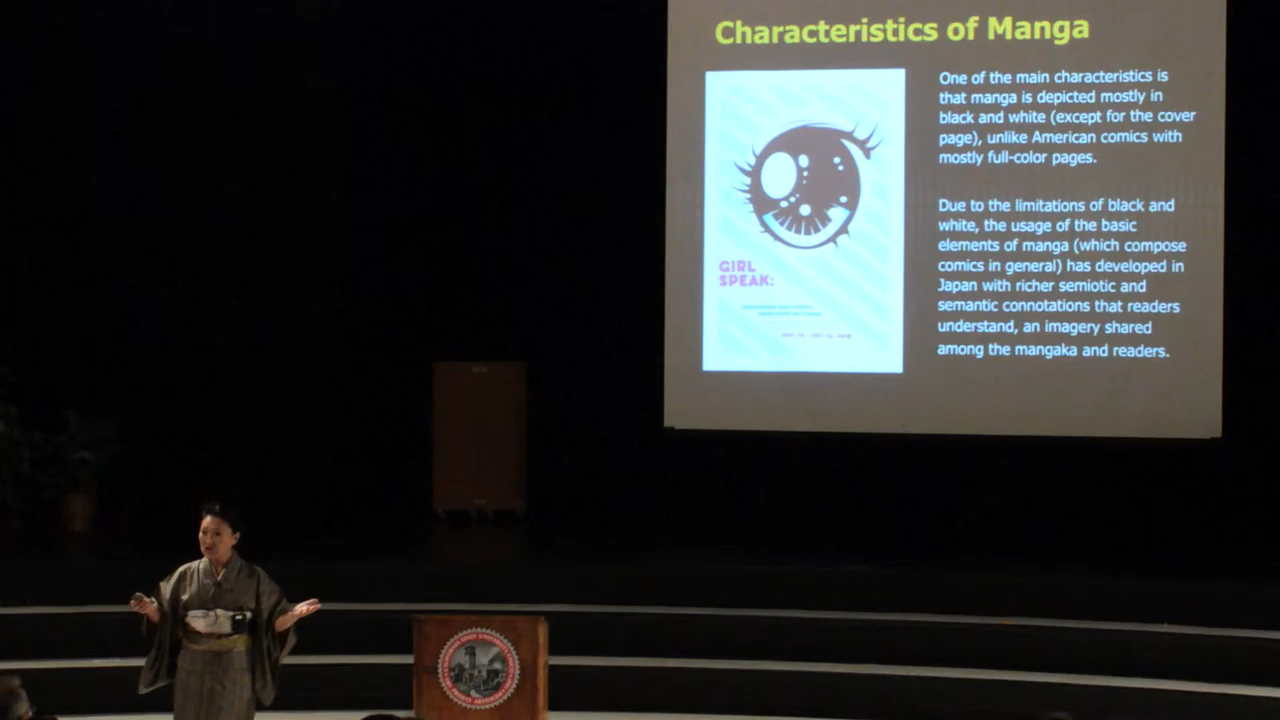 Characteristics of Manga
One of the main characteristics is
that manga is depicted mostly in
black and white (except for the cover
page), unlike American comics with
mostly full-color pages.
Due to the limitations of black and
white, the usage of the basic
elements of manga (which compose
comics in general) has developed in
Japan with richer semiotic and
semantic connotations that readers
understand, an imagery shared
among the mangaka and readers.
GIRL
SPEAK: